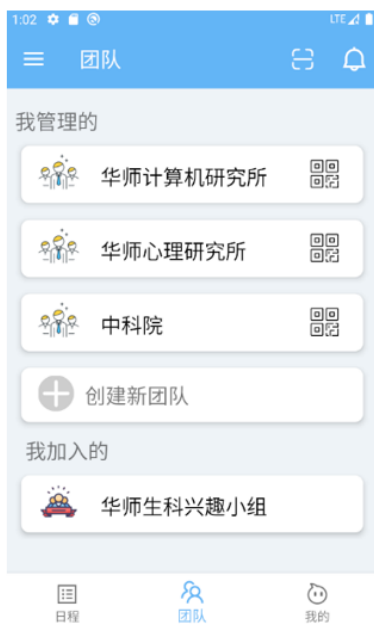 1:02 LTE
团队
我管理的
华师计算机研究所
华师心理研究所
中科院
创建新团队
我加入的
华师生科兴趣小组
日程 团队 我的